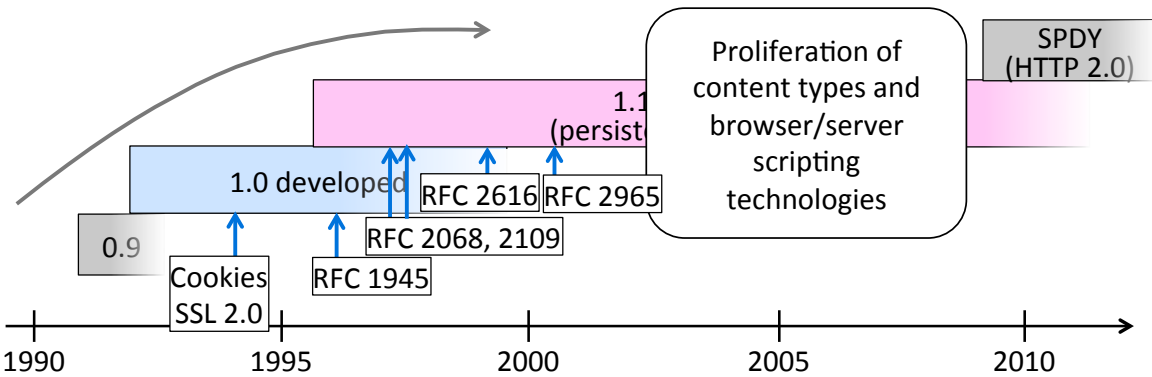 Proliferation of
content types and
browser/server
scripting
technologies
SPDY
(HTTP 2.0)
1.1
1.0 developed
RFC 2616
RFC 2965
0.9
RFC 2068, 2109
Cookies
SSL 2.0
RFC 1945
1990
1995
2000
2005
2010